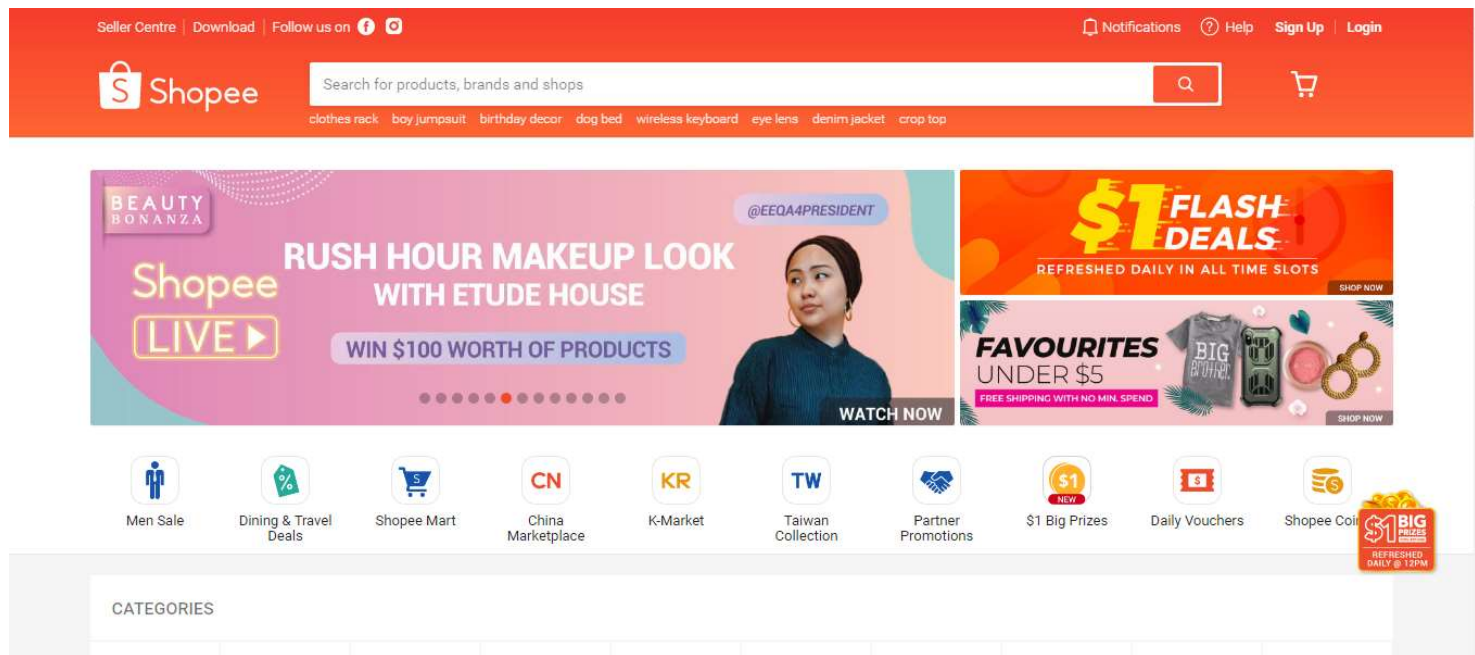 Seller Centre | Download | Follow us on
Notifications Help Sign Up | Login
S Shopee
Search for products, brands and shops
clothes rack boy jumpsuit birthday decor dog bed wireless keyboard eye lens denim jacket crop top
BEAUTY
BONANZA
Shopee
LIVE
RUSH HOUR MAKEUP LOOK
WITH ETUDE HOUSE
WIN $100 WORTH OF PRODUCTS
@EEQA4PRESIDENT
WATCH NOW
$1 FLASH
DEALS
REFRESHED DAILY IN ALL TIME SLOTS
SHOP NOW
FAVOURITES
UNDER $5
FREE SHIPPING WITH NO MIN. SPEND
BIG
BROTHER
SHOP NOW
S
CN
KR
TW
$1
NEW
$
S
Men Sale
Dining & Travel
Deals
Shopee Mart
China
Marketplace
K-Market
Taiwan
Collection
Partner
Promotions
$1 Big Prizes
Daily Vouchers
Shopee Coi
$1 BIG
PRIZES
REFRESHED
DAILY @ 12PM
CATEGORIES